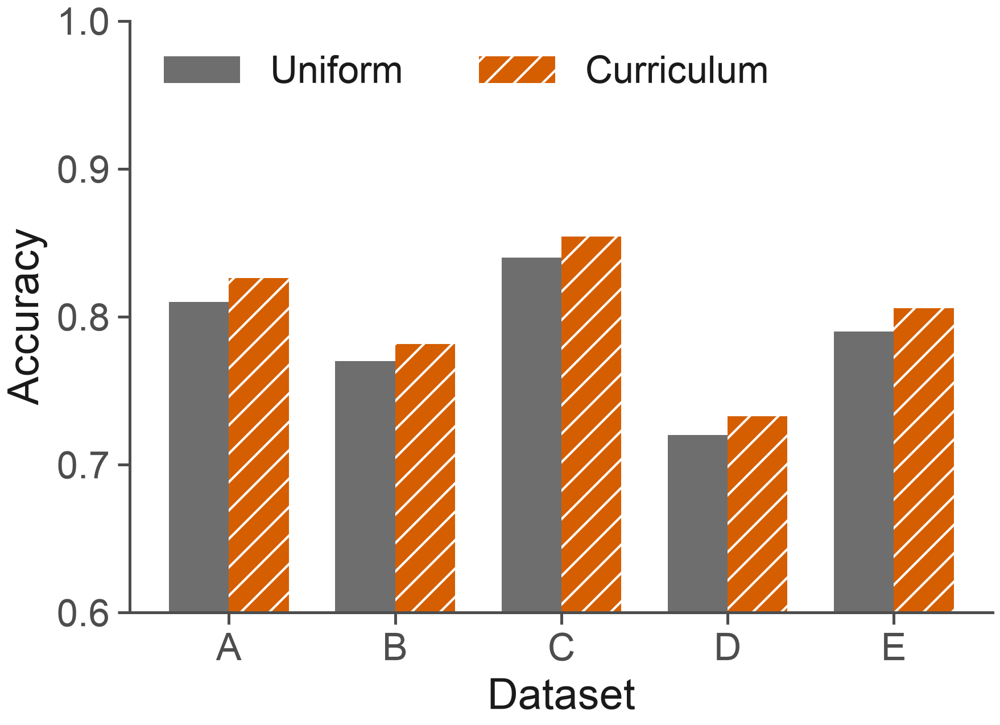 1.0
Uniform
Curriculum
0.9
0.8
0.7
0.6
Accuracy
A B C D E
Dataset